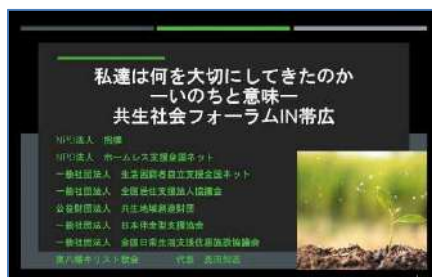 私達は何を大切にしてきたのか
―いのちと意味―
共生社会フォーラムIN帯広
NPO法人 抱樸
NPO法人 ホームレス支援全国ネット
一般社団法人 生活困窮者自立支援全国ネット
一般社団法人 全国居住支援法人協議会
公益財団法人 共生地域創造財団
一般社団法人 日本伴走型支援協会
一般社団法人 全国日常生活支援住居施設協議会
東八幡キリスト教会 代表 奥田知志